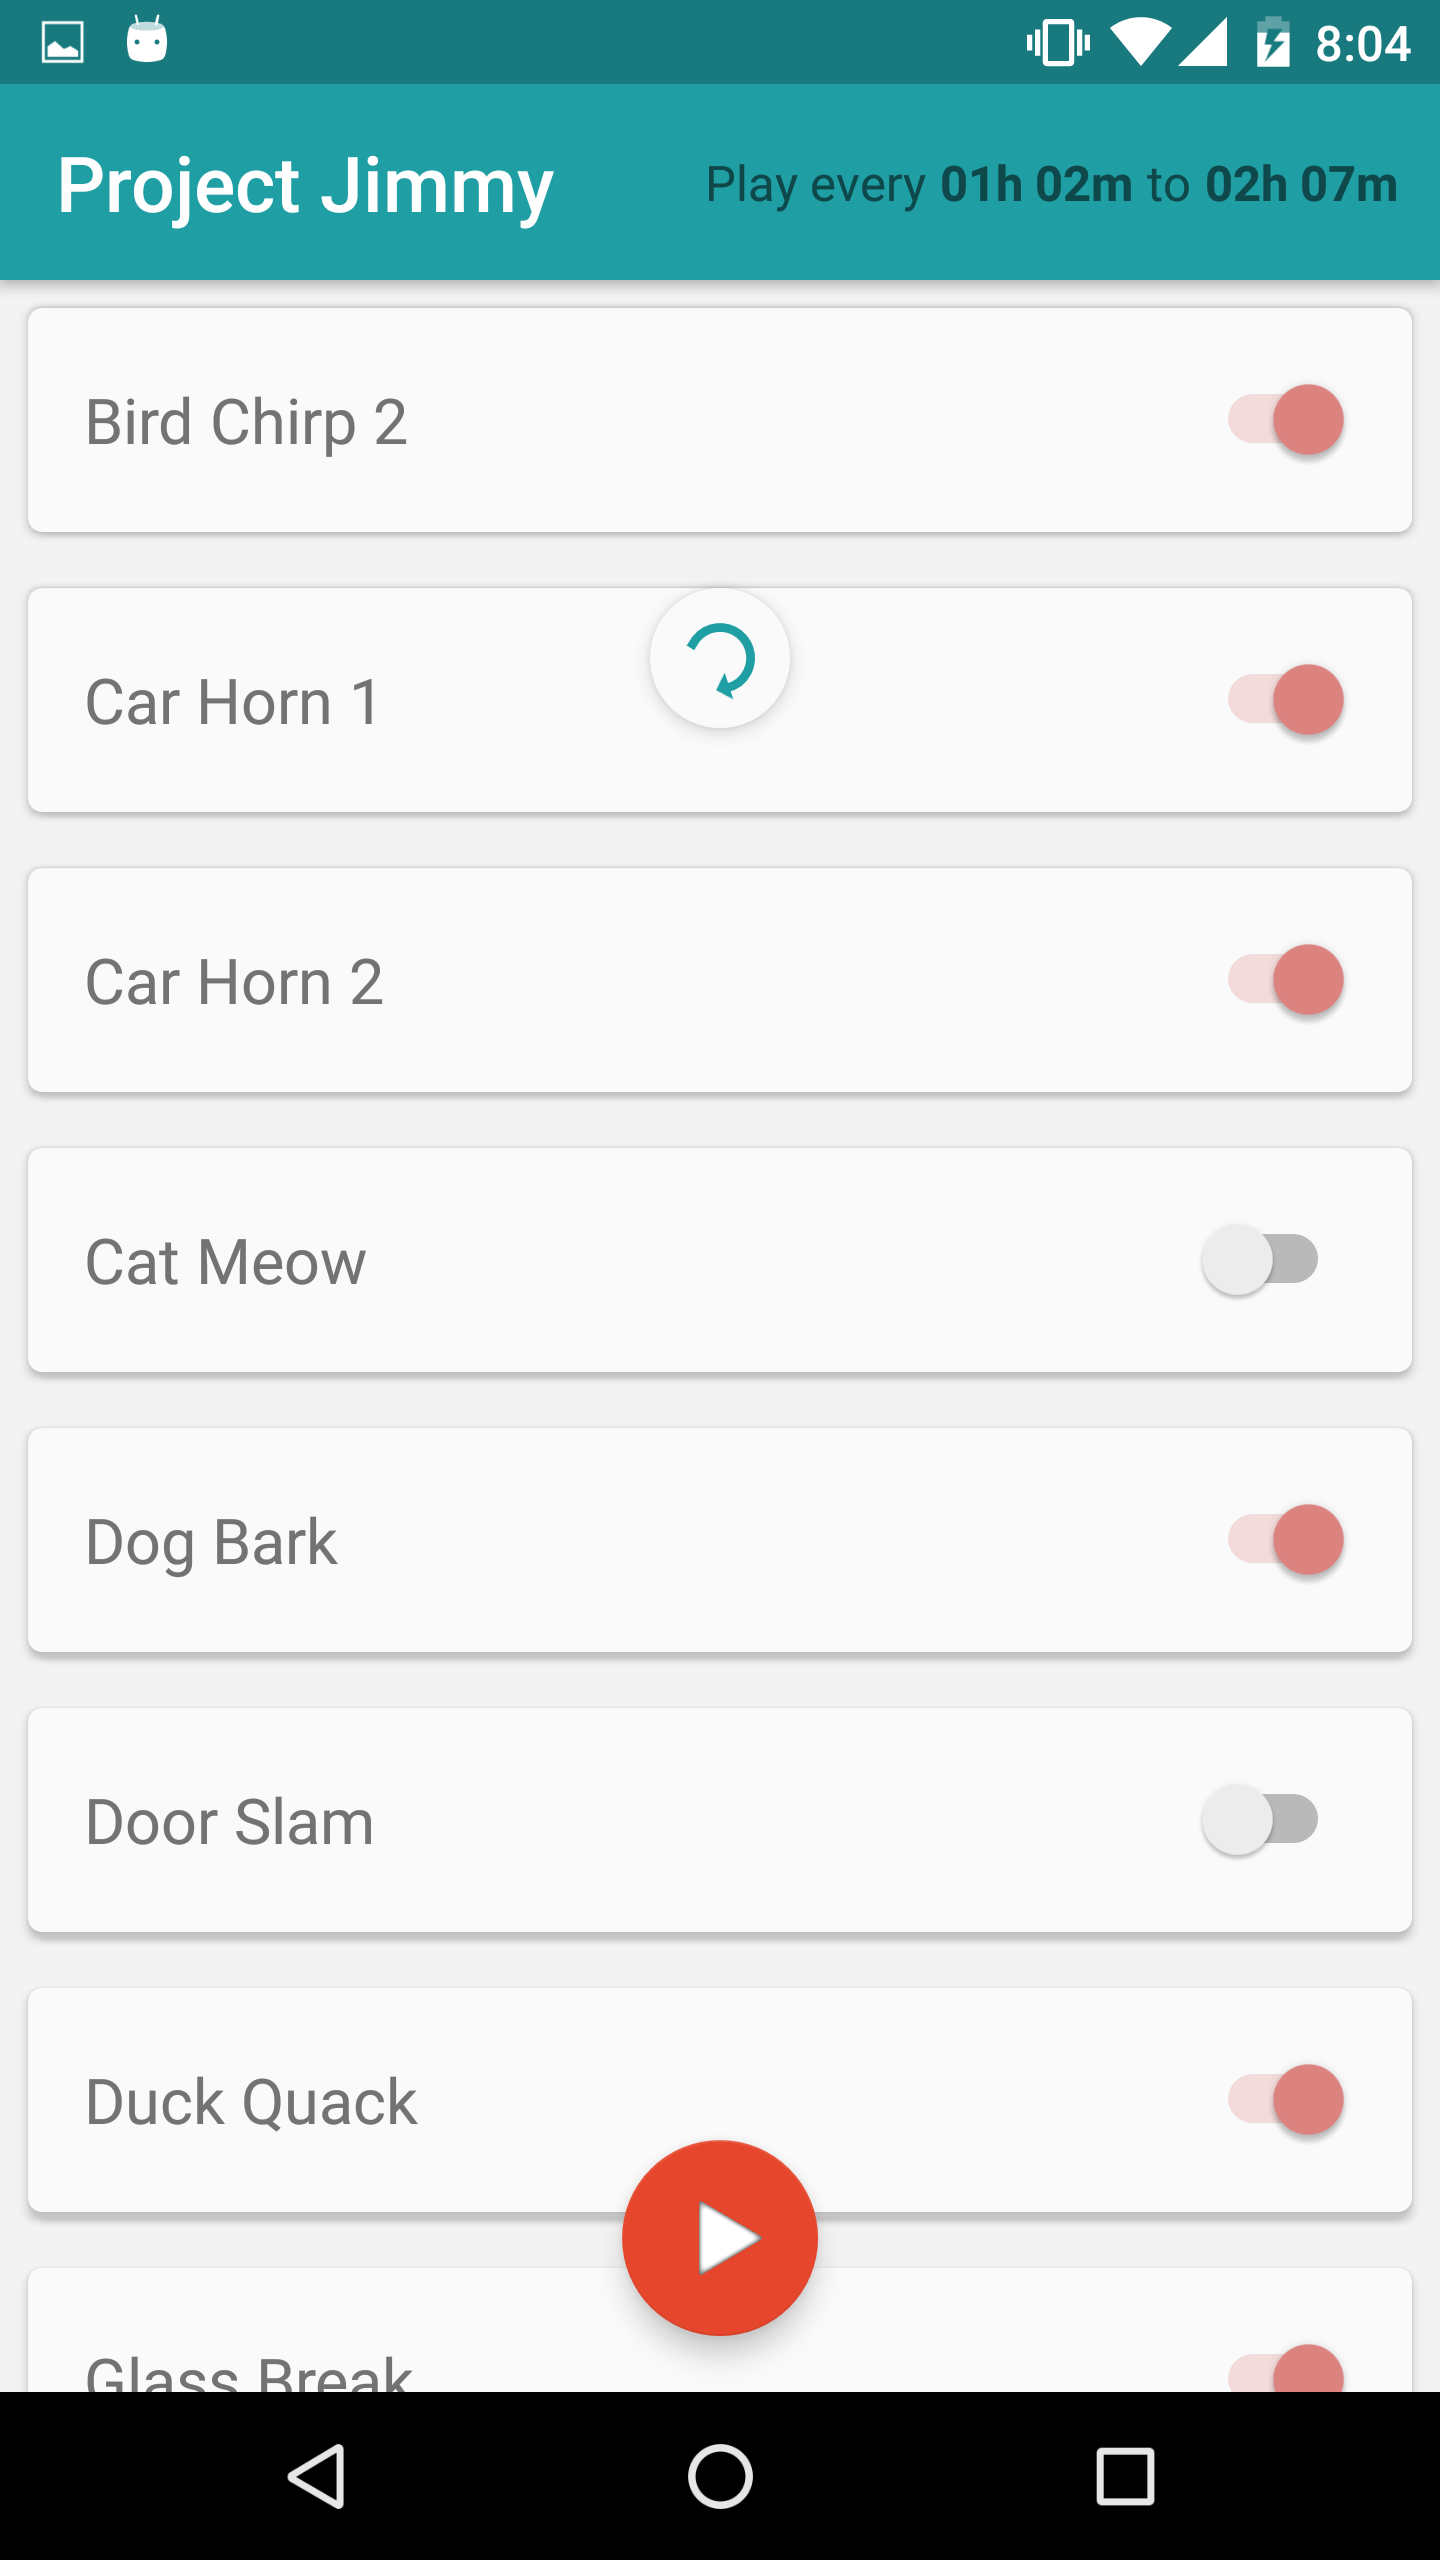 8:04
Project Jimmy
Play every 01h 02m to 02h 07m
Bird Chirp 2
Car Horn 1
Car Horn 2
Cat Meow
Dog Bark
Door Slam
Duck Quack
Glass Break